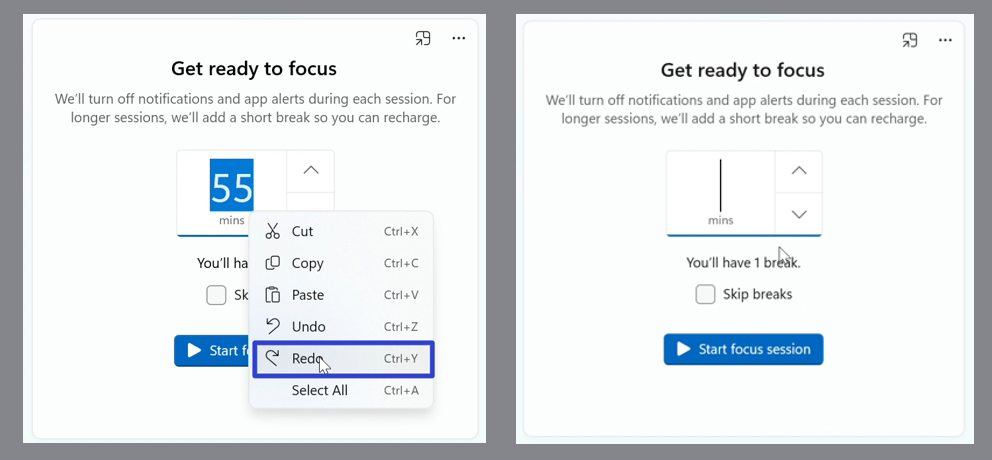 Get ready to focus
We'll turn off notifications and app alerts during each session. For
longer sessions, we'll add a short break so you can recharge.
55
mins
You'll ha
Sk
Start f
Cut Ctrl+X
Copy Ctrl+C
Paste Ctrl+V
Undo Ctrl+Z
Redo Ctrl+Y
Select All Ctrl+A
Get ready to focus
We'll turn off notifications and app alerts during each session. For
longer sessions, we'll add a short break so you can recharge.
mins
You'll have 1 break.
Skip breaks
Start focus session